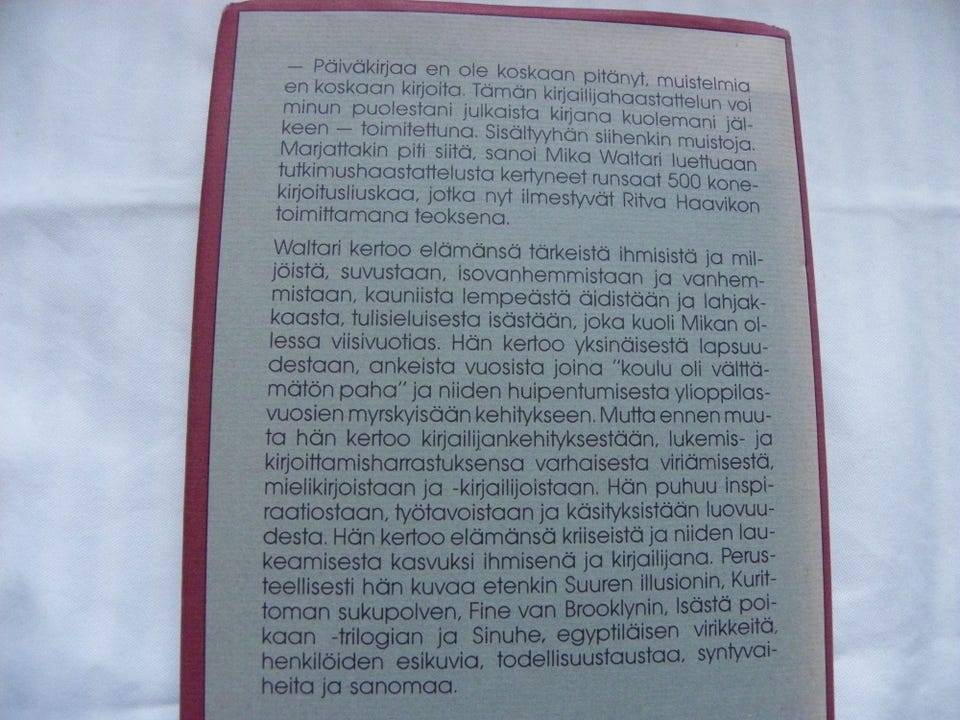 — Päiväkirjaa en ole koskaan pitänyt, muistelmia
en koskaan kirjoita. Tämän kirjailijahaastattelun voi
minun puolestani julkaista kirjana kuolemani jäl-
keen — toimitettuna. Sisältyyhän siihenkin muistoja.
Marjattakin piti siitä, sanoi Mika Waltari luettuaan
tutkimushaastattelusta kertyneet runsaat 500 kone-
kirjoitusliuskaa, jotka nyt ilmestyvät Ritva Haavikon
toimittamana teoksena.
Waltari kertoo elämänsä tärkeistä ihmisistä ja mil-
jöistä, suvustaan, isovanhemmistaan ja vanhem-
mistaan, kauniista lempeästä äidistään ja lahjak-
kaasta, tulisieluisesta isästään, joka kuoli Mikan ol-
lessa viisivuotias. Hän kertoo yksinäisestä lapsuu-
destaan, ankeista vuosista joina "koulu oli välttä-
mätön paha" ja niiden huipentumisesta ylioppilas-
vuosien myrskyisään kehitykseen. Mutta ennen muu-
ta hän kertoo kirjailijankehityksestään, lukemis- ja
kirjoittamisharrastuksensa varhaisesta viriämisestä,
mielikirjoistaan ja -kirjailijoistaan. Hän puhuu inspi-
raatiostaan, työtavoistaan ja käsityksistään luovuu-
desta. Hän kertoo elämänsä kriiseistä ja niiden lau-
keamisesta kasvuksi ihmisenä ja kirjailijana. Perus-
teellisesti hän kuvaa etenkin Suuren illusionin, Kurit-
toman sukupolven, Fine van Brooklynin, Isästä poi-
kaan -trilogian ja Sinuhe, egyptiläisen virikkeitä,
henkilöiden esikuvia, todellisuustaustaa, syntyvai-
heita ja sanomaa.